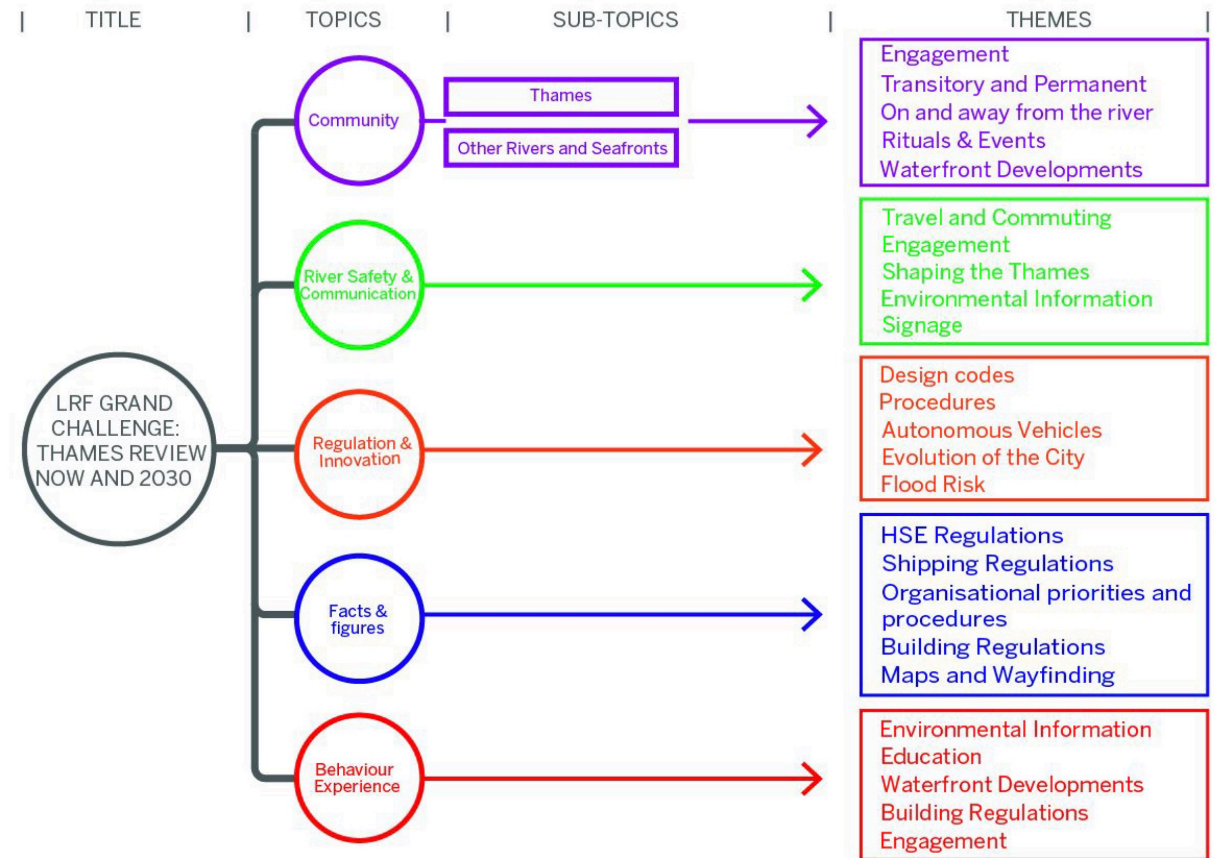 TITLE
TOPICS
SUB-TOPICS
THEMES
LRF GRAND
CHALLENGE:
THAMES REVIEW
NOW AND 2030
Community
Thames
Other Rivers and Seafronts
Engagement
Transitory and Permanent
On and away from the river
Rituals & Events
Waterfront Developments
River Safety &
Communication
Travel and Commuting
Engagement
Shaping the Thames
Environmental Information
Signage
Regulation &
Innovation
Design codes
Procedures
Autonomous Vehicles
Evolution of the City
Flood Risk
Facts &
figures
HSE Regulations
Shipping Regulations
Organisational priorities and
procedures
Building Regulations
Maps and Wayfinding
Behaviour
Experience
Environmental Information
Education
Waterfront Developments
Building Regulations
Engagement